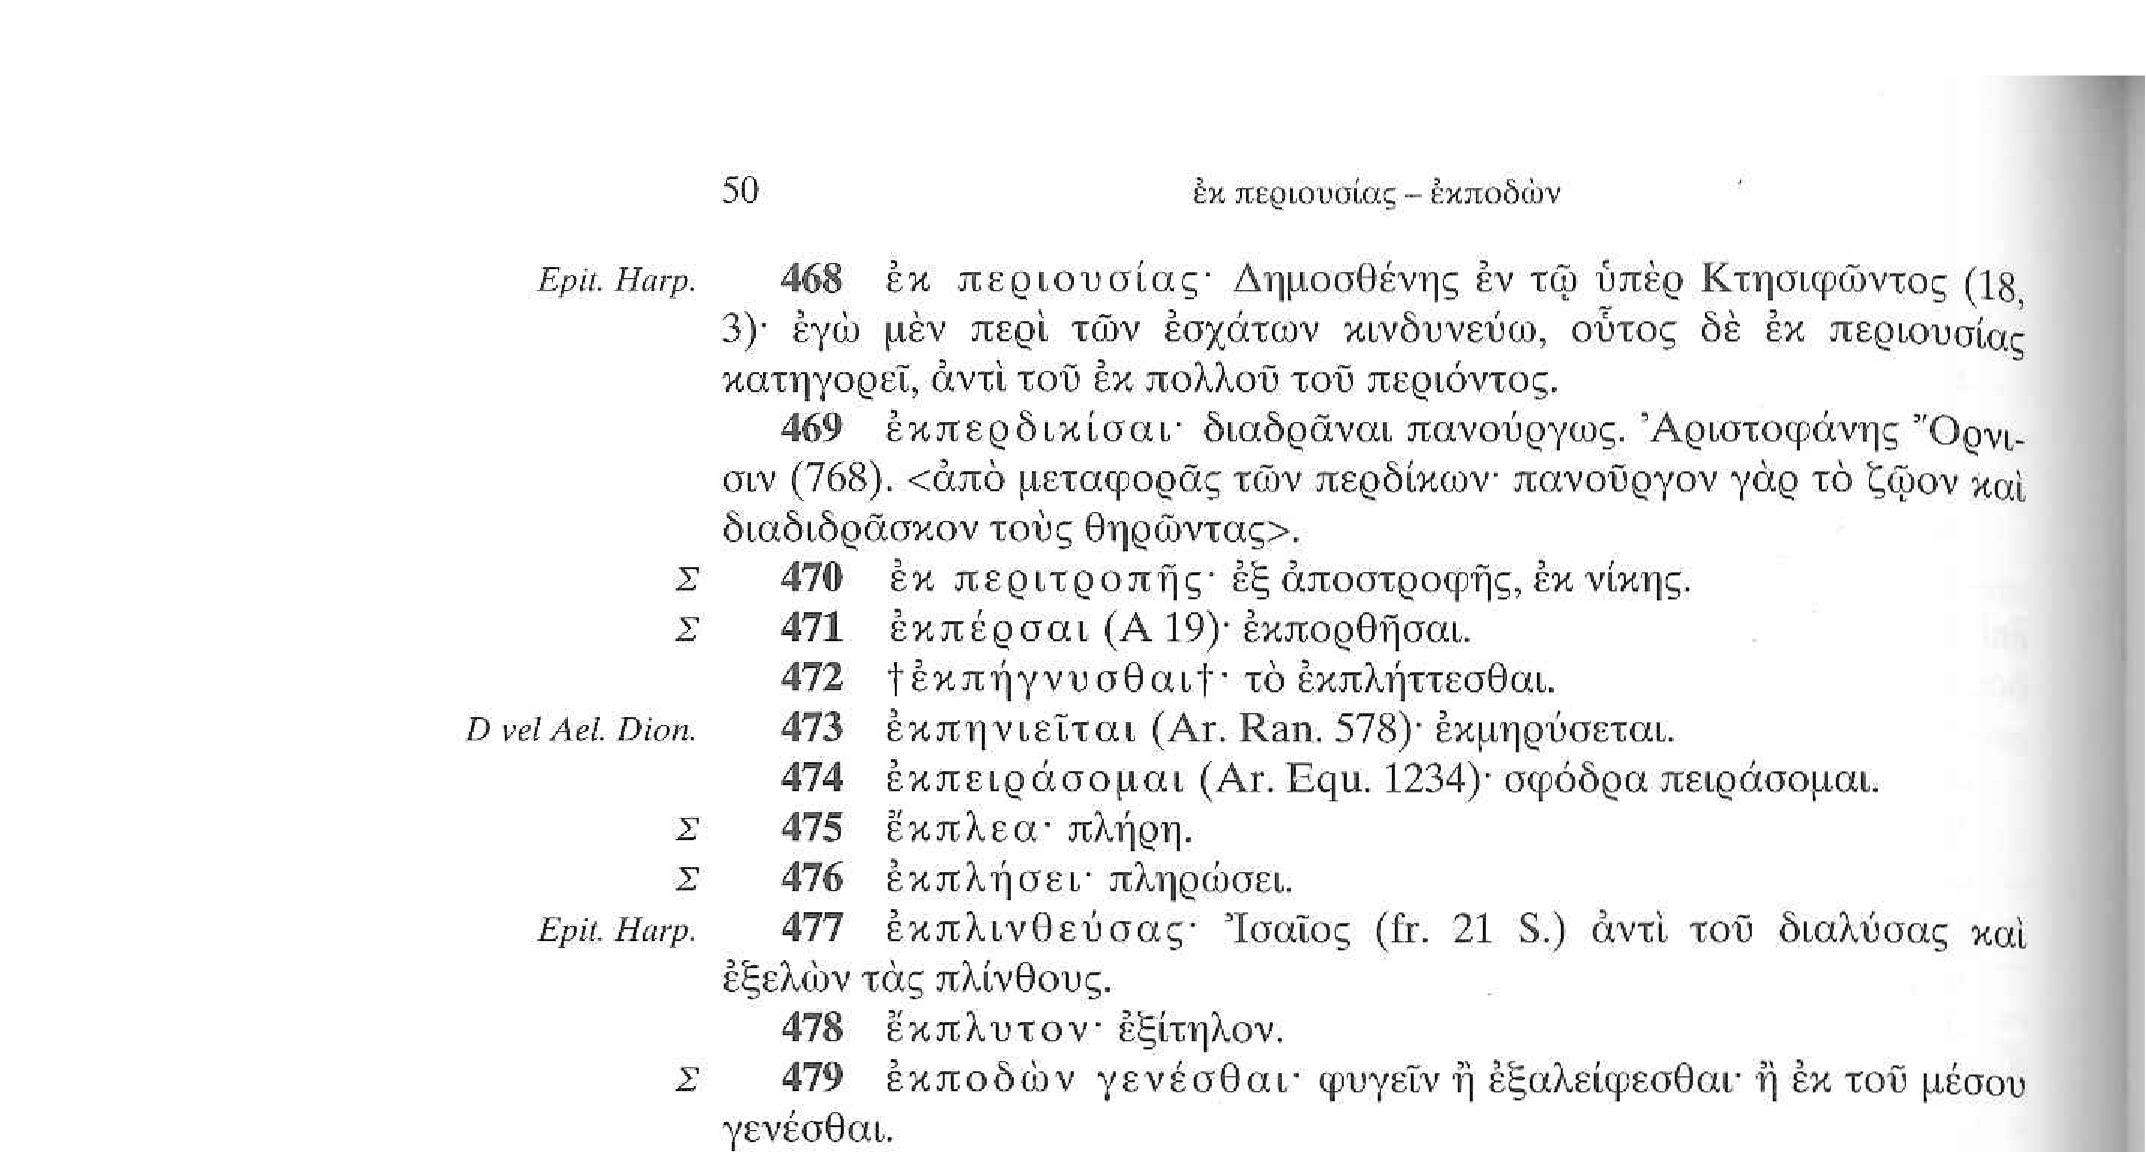 50 ἐκ περιουσίας – ἐκποδὼν
Epit. Harp. 468 ἐκ περιουσίας· Δημοσθένης ἐν τῷ ὑπὲρ Κτησιφῶντος (18,
3)· ἐγὼ μὲν περὶ τῶν ἐσχάτων κινδυνεύω, οὗτος δὲ ἐκ περιουσίας
κατηγορεῖ, ἀντὶ τοῦ ἐκ πολλοῦ τοῦ περιόντος.
469 ἐκπερδικίσαι· διαδρᾶναι πανούργως. Ἀριστοφάνης Ὄρνι-
σιν (768). <ἀπὸ μεταφορᾶς τῶν περδίκων· πανοῦργον γὰρ τὸ ζῷον καὶ
διαδιδρᾶσκον τοὺς θηρῶντας>.
Σ 470 ἐκ περιτροπῆς· ἐξ ἀποστροφῆς, ἐκ νίκης.
Σ 471 ἐκπέρσαι (Α 19)· ἐκπορθῆσαι.
472 †ἐκπήγνυσθαι†· τὸ ἐκπλήττεσθαι.
D vel Ael. Dion. 473 ἐκπηνιεῖται (Ar. Ran. 578)· ἐκμηρύσεται.
474 ἐκπειράσομαι (Ar. Equ. 1234)· σφόδρα πειράσομαι.
Σ 475 ἔκπλεα· πλήρη.
Σ 476 ἐκπλήσει· πληρώσει.
Epit. Harp. 477 ἐκπλινθεύσας· Ἰσαῖος (fr. 21 S.) ἀντὶ τοῦ διαλύσας καὶ
ἐξελὼν τὰς πλίνθους.
478 ἔκπλυτον· ἐξίτηλον.
Σ 479 ἐκποδὼν γενέσθαι· φυγεῖν ἢ ἐξαλείφεσθαι· ἢ ἐκ τοῦ μέσου
γενέσθαι.